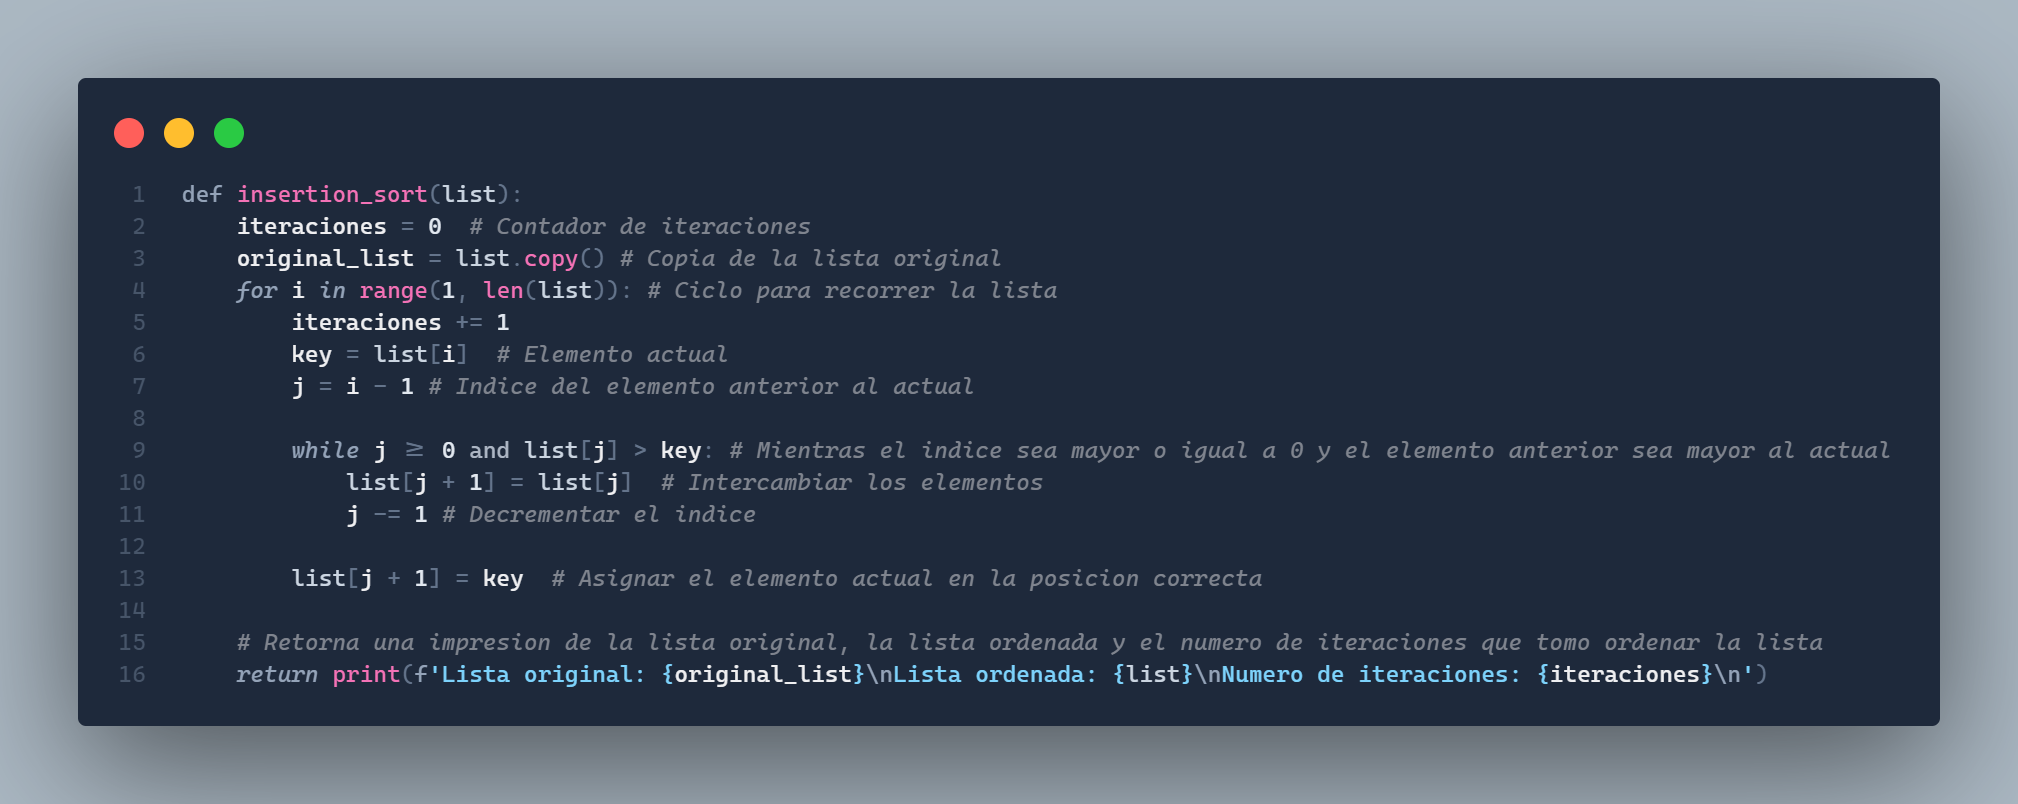 1 def insertion_sort(list):
2     iteraciones = 0  # Contador de iteraciones
3     original_list = list.copy() # Copia de la lista original
4     for i in range(1, len(list)): # Ciclo para recorrer la lista
5         iteraciones += 1
6         key = list[i]  # Elemento actual
7         j = i - 1 # Indice del elemento anterior al actual
8
9         while j ≥ 0 and list[j] > key: # Mientras el indice sea mayor o igual a 0 y el elemento anterior sea mayor al actual
10             list[j + 1] = list[j]  # Intercambiar los elementos
11             j -= 1 # Decrementar el indice
12
13         list[j + 1] = key  # Asignar el elemento actual en la posicion correcta
14
15     # Retorna una impresion de la lista original, la lista ordenada y el numero de iteraciones que tomo ordenar la lista
16     return print(f'Lista original: {original_list}\nLista ordenada: {list}\nNumero de iteraciones: {iteraciones}\n')